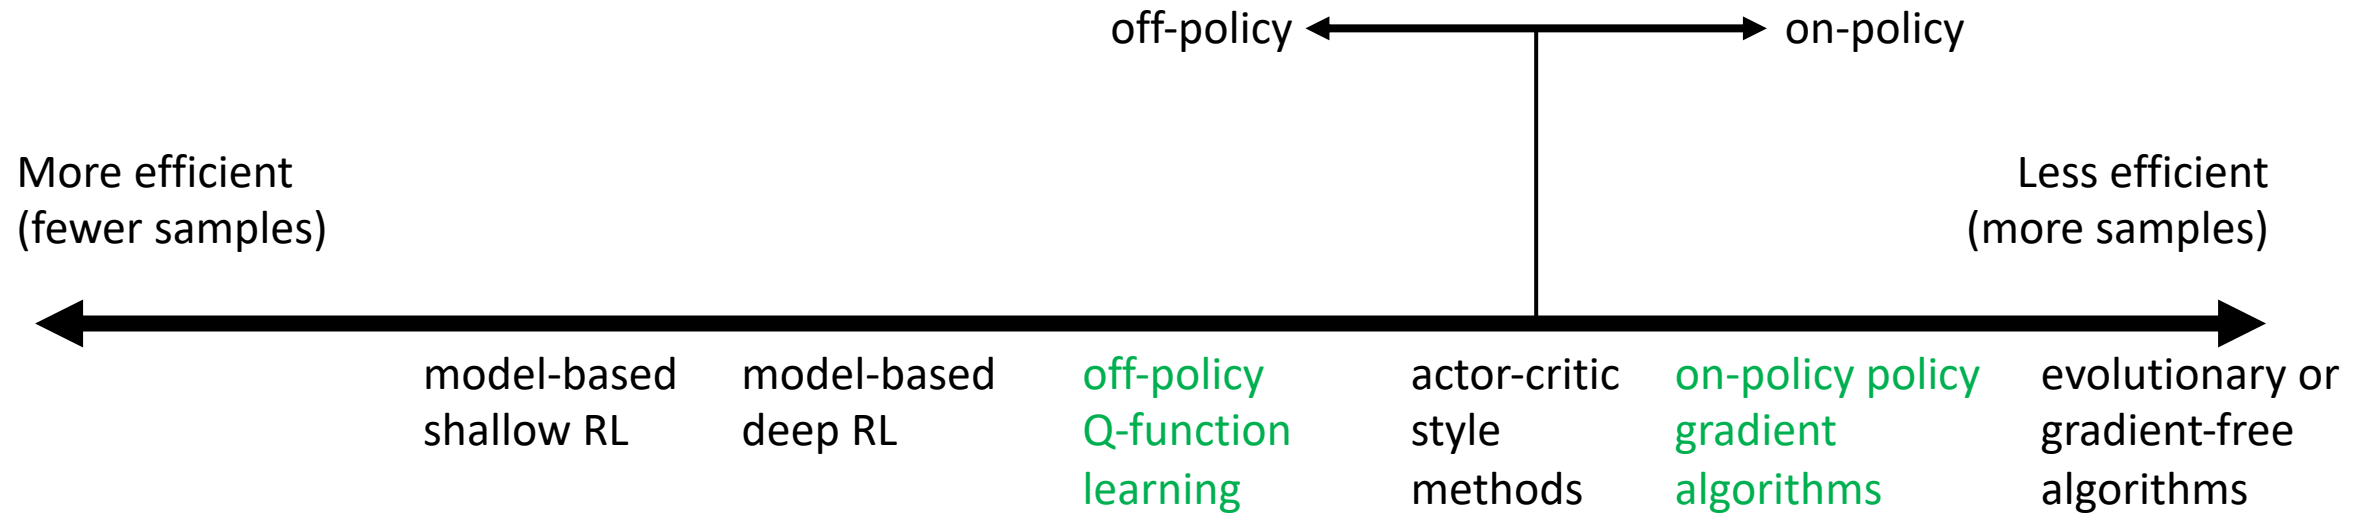 off-policy
on-policy
More efficient
(fewer samples)
Less efficient
(more samples)
model-based
shallow RL
model-based
deep RL
off-policy
Q-function
learning
actor-critic
style
methods
on-policy policy
gradient
algorithms
evolutionary or
gradient-free
algorithms